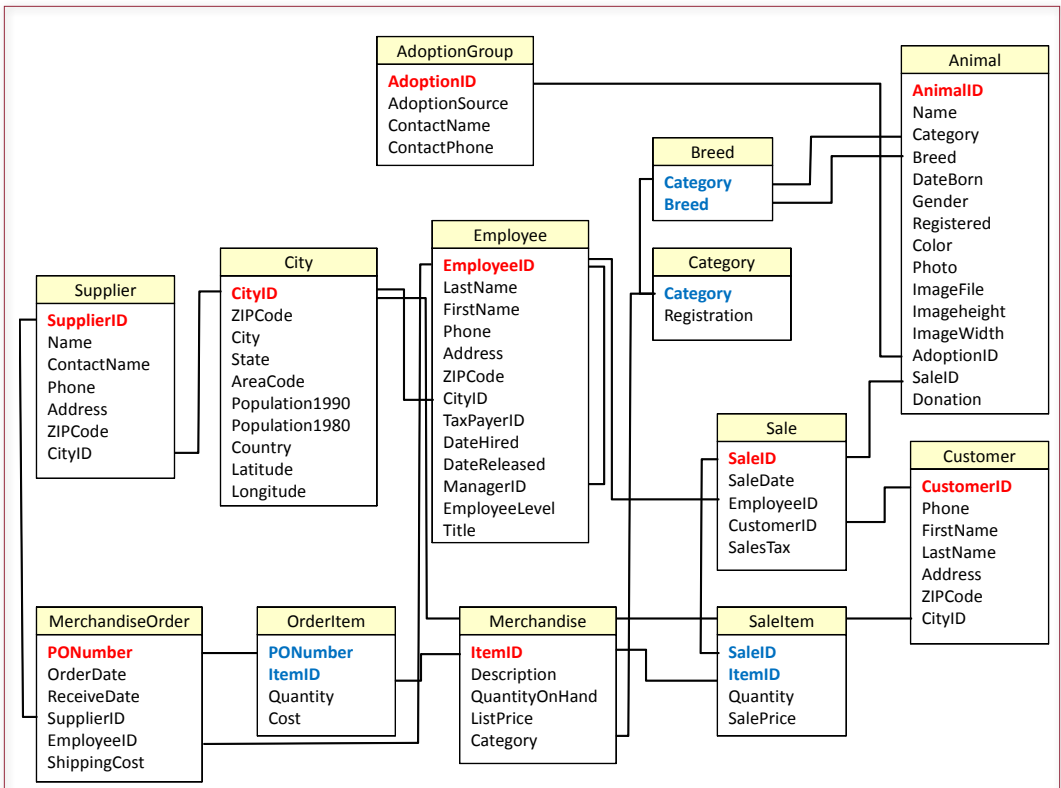 AdoptionGroup
AdoptionID
AdoptionSource
ContactName
ContactPhone
Animal
AnimalID
Name
Category
Breed
DateBorn
Gender
Registered
Color
Photo
ImageFile
Imageheight
ImageWidth
AdoptionID
SaleID
Donation
Breed
Category
Breed
Employee
EmployeeID
LastName
FirstName
Phone
Address
ZIPCode
CityID
TaxPayerID
DateHired
DateReleased
ManagerID
EmployeeLevel
Title
City
CityID
ZIPCode
City
State
AreaCode
Population1990
Population1980
Country
Latitude
Longitude
Category
Category
Registration
Supplier
SupplierID
Name
ContactName
Phone
Address
ZIPCode
CityID
Sale
SaleID
SaleDate
EmployeeID
CustomerID
SalesTax
Customer
CustomerID
Phone
FirstName
LastName
Address
ZIPCode
CityID
MerchandiseOrder
PONumber
OrderDate
ReceiveDate
SupplierID
EmployeeID
ShippingCost
OrderItem
PONumber
ItemID
Quantity
Cost
Merchandise
ItemID
Description
QuantityOnHand
ListPrice
Category
SaleItem
SaleID
ItemID
Quantity
SalePrice